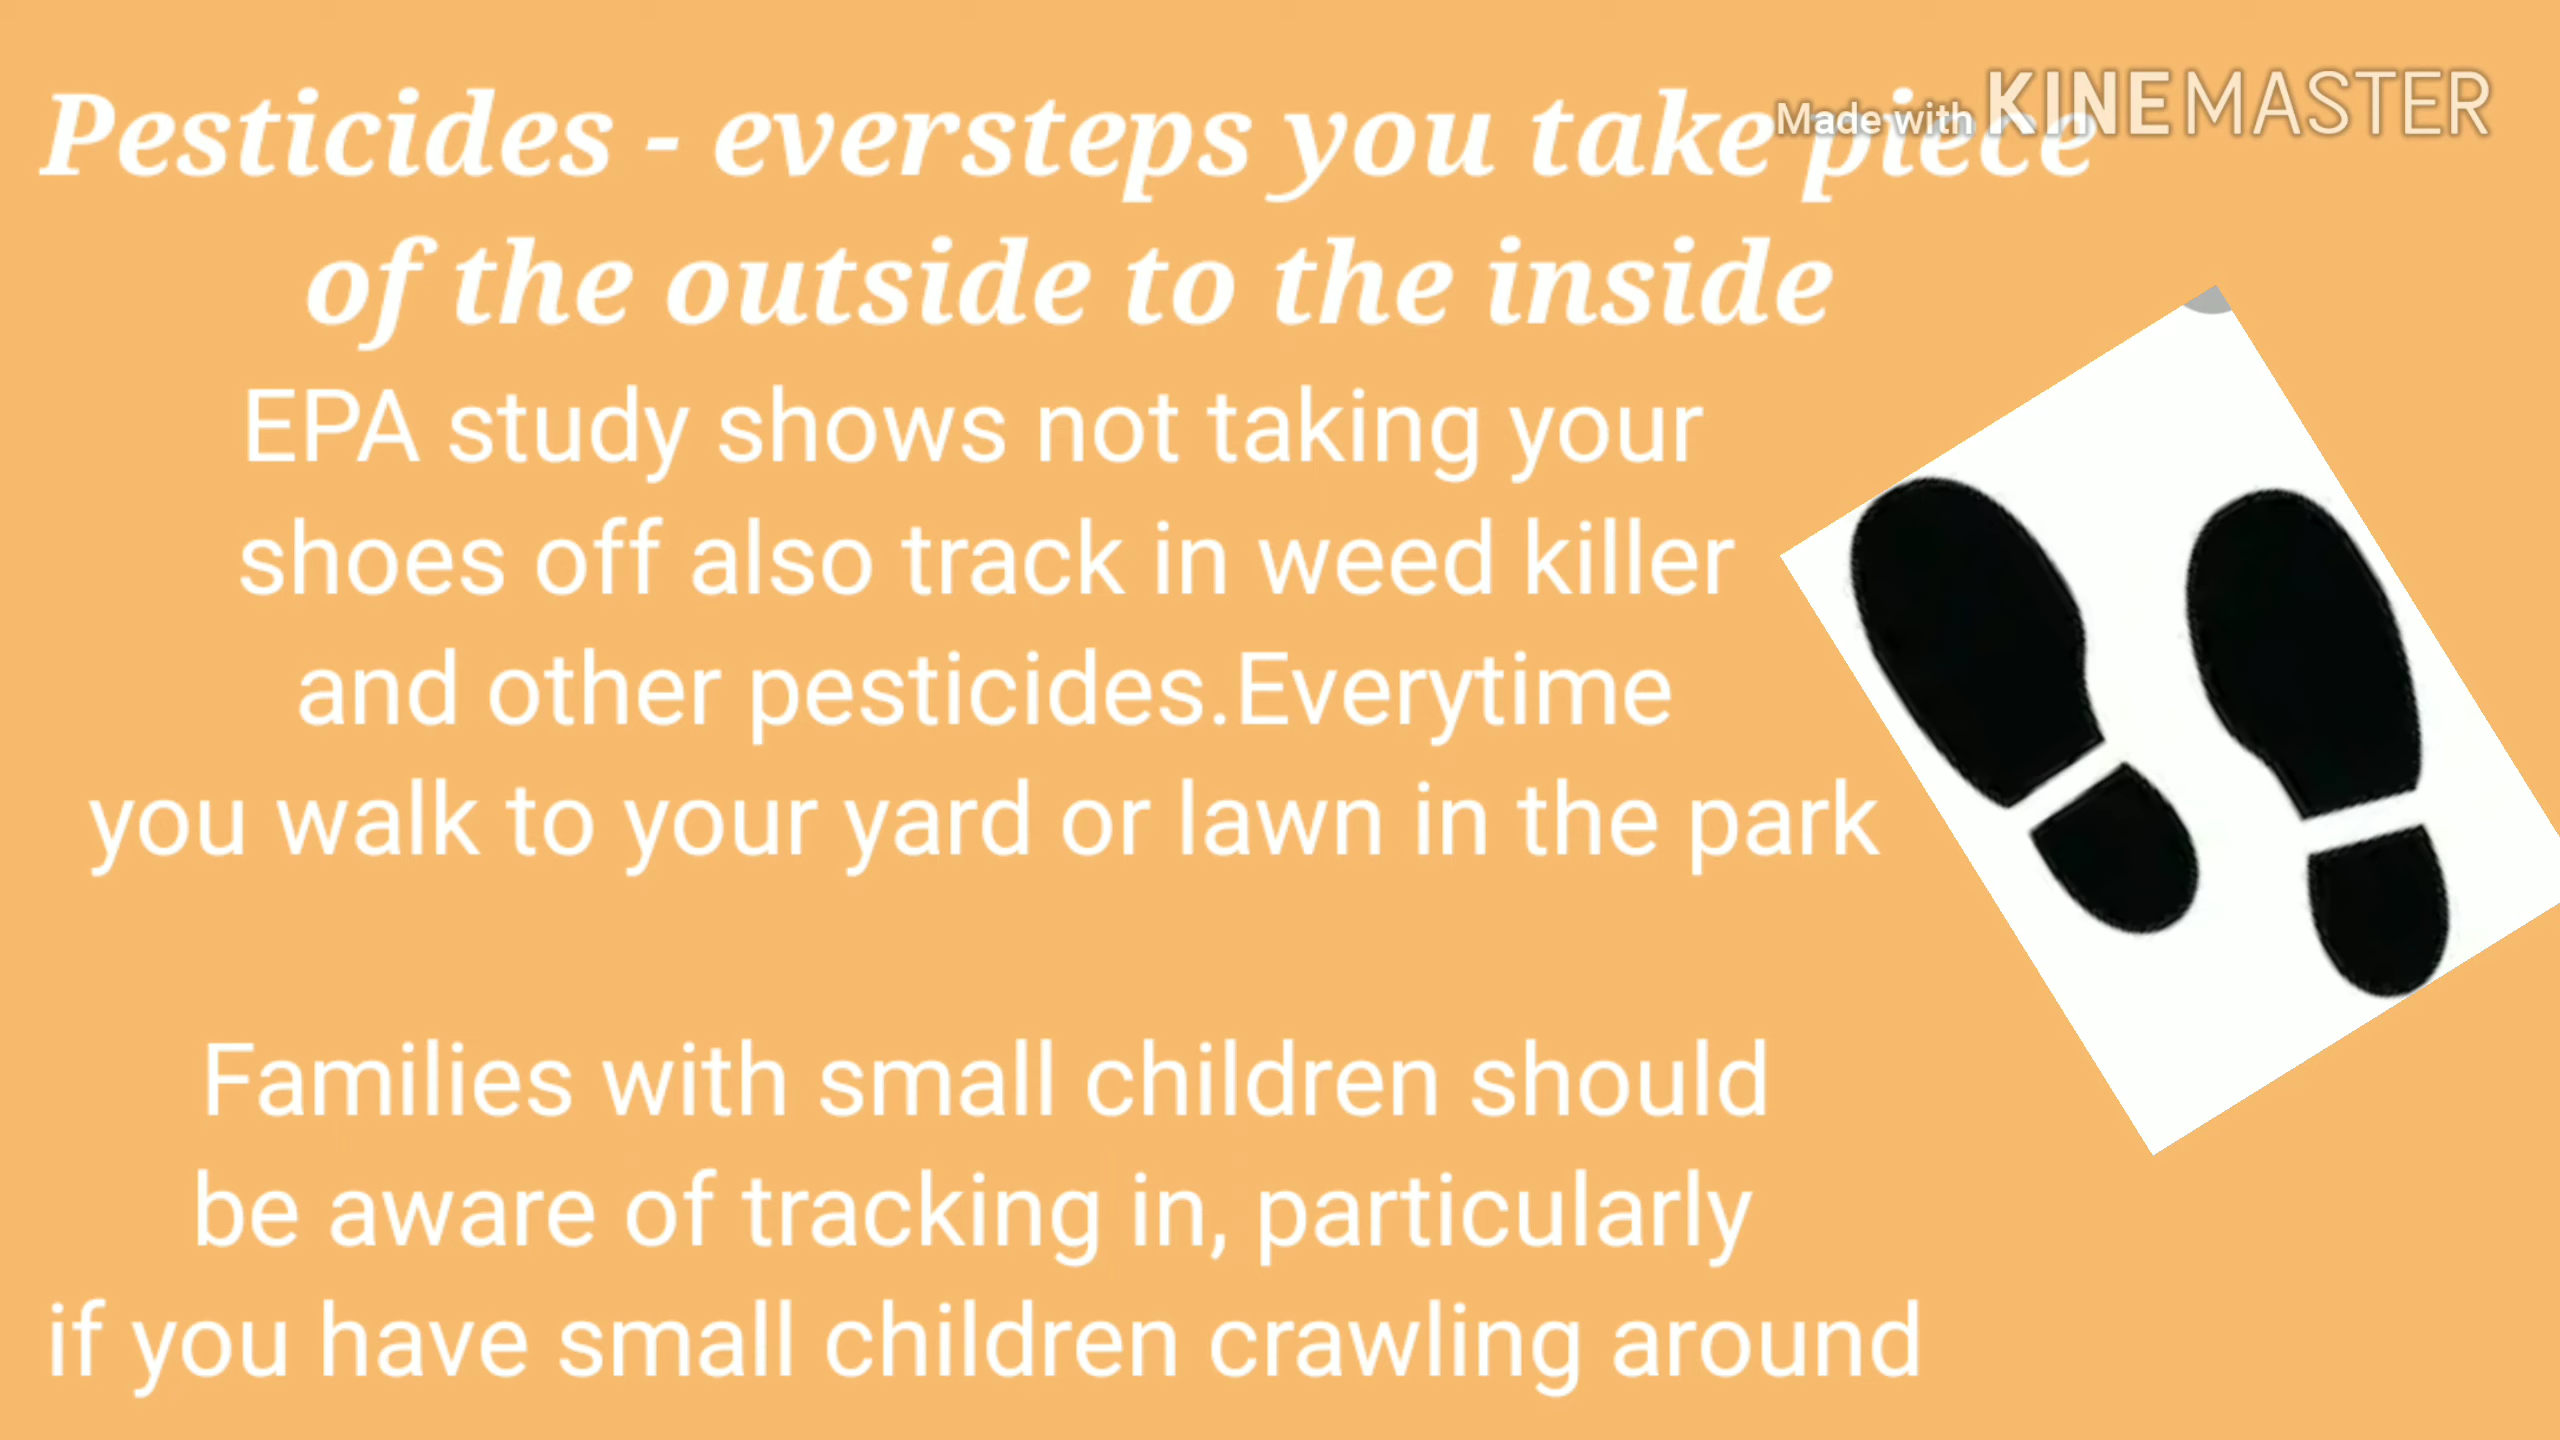 Made with KINEMASTER
Pesticides - eversteps you take piece
of the outside to the inside
EPA study shows not taking your
shoes off also track in weed killer
and other pesticides.Everytime
you walk to your yard or lawn in the park
Families with small children should
be aware of tracking in, particularly
if you have small children crawling around